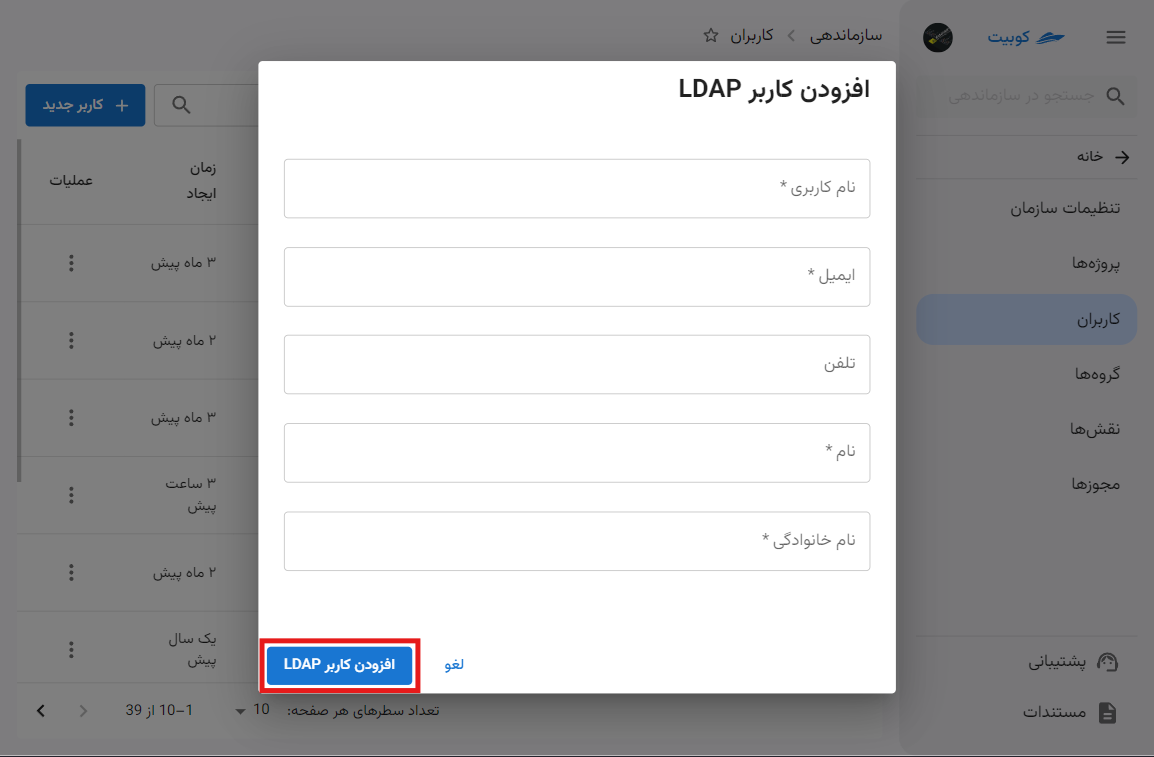 کوبیت
سازماندهی
کاربران
جستجو در سازماندهی
خانه
تنظیمات سازمان
پروژه‌ها
کاربران
گروه‌ها
نقش‌ها
مجوزها
پشتیبانی
مستندات
افزودن کاربر LDAP
نام کاربری *
ایمیل *
تلفن
نام *
نام خانوادگی *
لغو
افزودن کاربر LDAP
کاربر جدید
زمان
ایجاد
عملیات
۳ ماه پیش
۲ ماه پیش
۳ ماه پیش
۳ ساعت
پیش
۲ ماه پیش
یک سال
پیش
تعداد سطرهای هر صفحه:
10
1–10 از 39